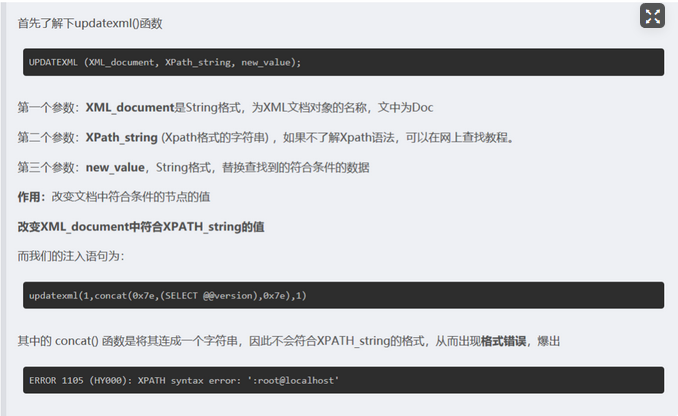 首先了解下updatexml()函数
UPDATEXML (XML_document, XPath_string, new_value);
第一个参数：XML_document是String格式，为XML文档对象的名称，文中为Doc
第二个参数：XPath_string (Xpath格式的字符串) ，如果不了解Xpath语法，可以在网上查找教程。
第三个参数：new_value，String格式，替换查找到的符合条件的数据
作用：改变文档中符合条件的节点的值
改变XML_document中符合XPATH_string的值
而我们的注入语句为：
updatexml(1,concat(0x7e,(SELECT @@version),0x7e),1)
其中的 concat() 函数是将其连成一个字符串，因此不会符合XPATH_string的格式，从而出现格式错误，爆出
ERROR 1105 (HY000): XPATH syntax error: ':root@localhost'